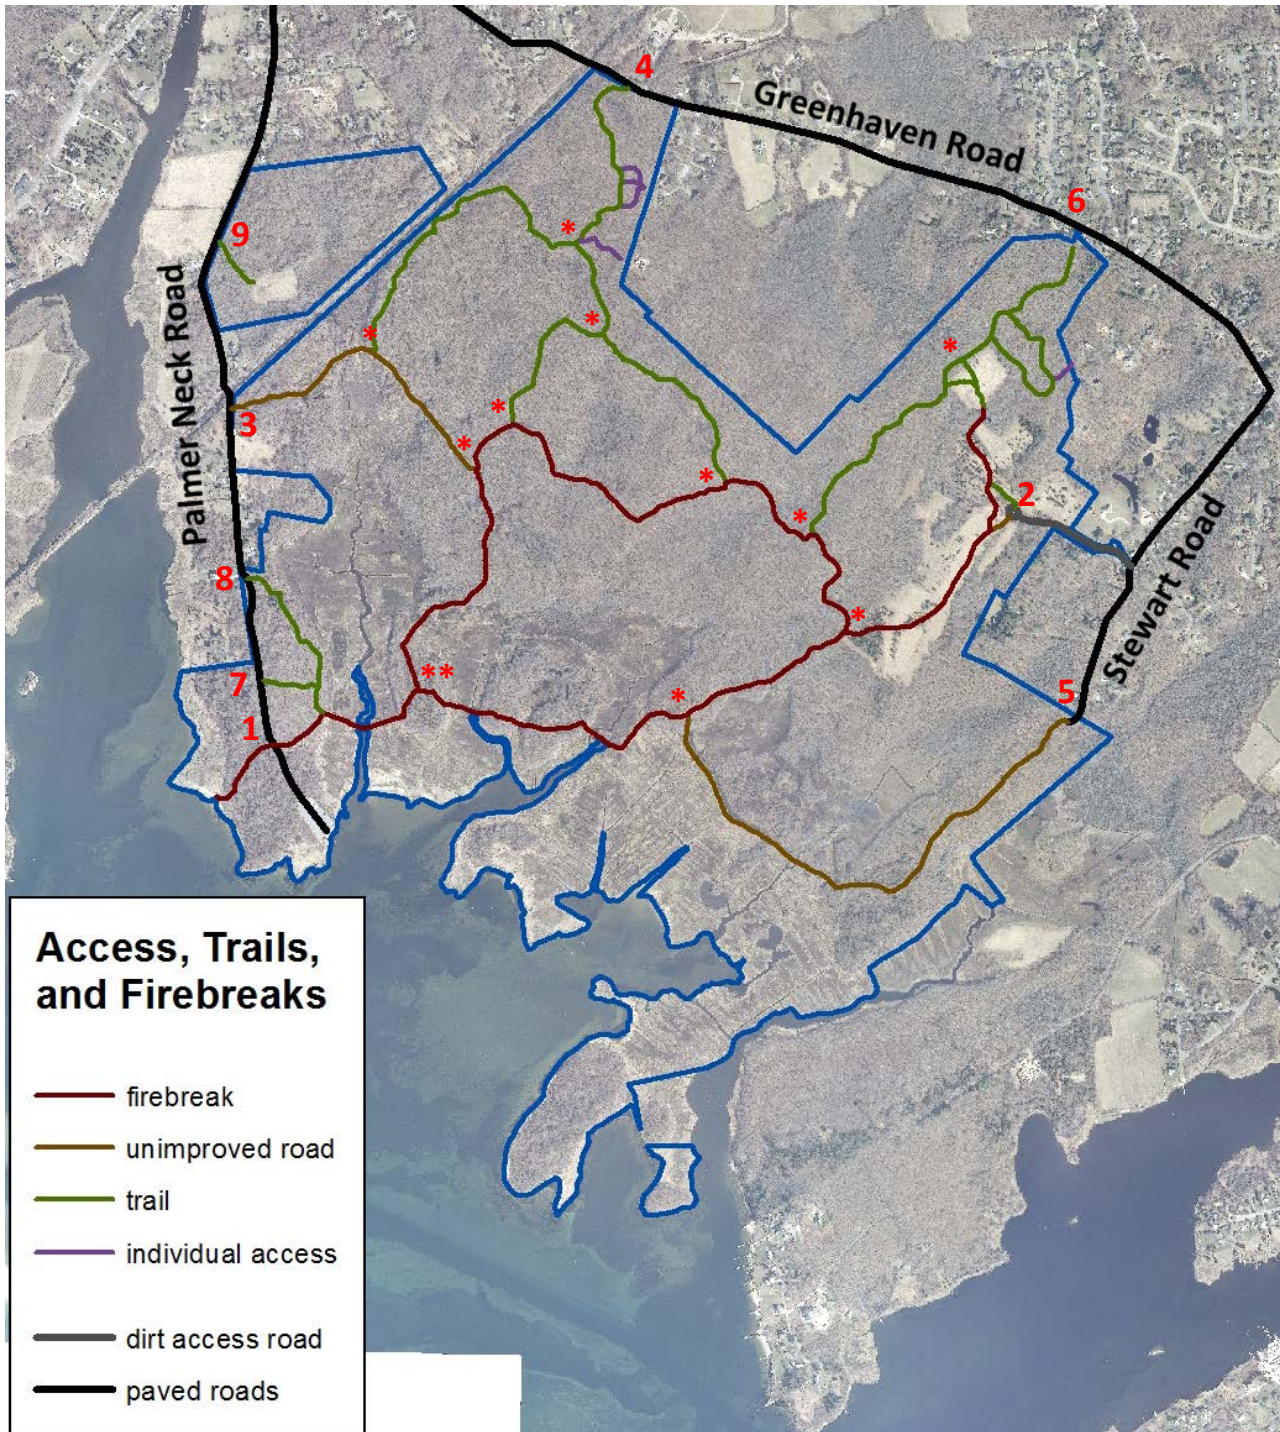 4
Greenhaven Road
6
*
9
*
*
*
Palmer Neck Road
3
*
*
*
2
*
8
*
Stewart Road
**
7
*
5
1
Access, Trails,
and Firebreaks
firebreak
unimproved road
trail
individual access
dirt access road
paved roads